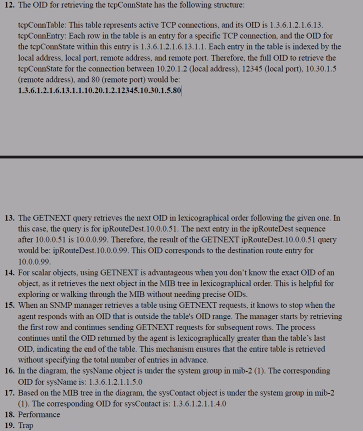 12. The OID for retrieving the tcpConnState has the following structure:
tcpConnTable: This table represents active TCP connections, and its OID is 1.3.6.1.2.1.6.13.
tcpConnEntry: Each row in the table is an entry for a specific TCP connection, and the OID for
the tcpConnState within this entry is 1.3.6.1.2.1.6.13.1.1. Each entry in the table is indexed by the
local address, local port, remote address, and remote port. Therefore, the full OID to retrieve the
tcpConnState for the connection between 10.20.1.2 (local address), 12345 (local port), 10.30.1.5
(remote address), and 80 (remote port) would be:
1.3.6.1.2.1.6.13.1.1.10.20.1.2.12345.10.30.1.5.80
13. The GETNEXT query retrieves the next OID in lexicographical order following the given one. In
this case, the query is for ipRouteDest.10.0.0.51. The next entry in the ipRouteDest sequence
after 10.0.0.51 is 10.0.0.99. Therefore, the result of the GETNEXT ipRouteDest.10.0.0.51 query
would be: ipRouteDest.10.0.0.99. This OID corresponds to the destination route entry for
10.0.0.99.
14. For scalar objects, using GETNEXT is advantageous when you don't know the exact OID of an
object, as it retrieves the next object in the MIB tree in lexicographical order. This is helpful for
exploring or walking through the MIB without needing precise OIDs.
15. When an SNMP manager retrieves a table using GETNEXT requests, it knows to stop when the
agent responds with an OID that is outside the table's OID range. The manager starts by retrieving
the first row and continues sending GETNEXT requests for subsequent rows. The process
continues until the OID returned by the agent is lexicographically greater than the table's last
OID, indicating the end of the table. This mechanism ensures that the entire table is retrieved
without specifying the total number of entries in advance.
16. In the diagram, the sysName object is under the system group in mib-2 (1). The corresponding
OID for sysName is: 1.3.6.1.2.1.1.5.0
17. Based on the MIB tree in the diagram, the sysContact object is under the system group in mib-2
(1). The corresponding OID for sysContact is: 1.3.6.1.2.1.1.4.0
18. Performance
19. Trap